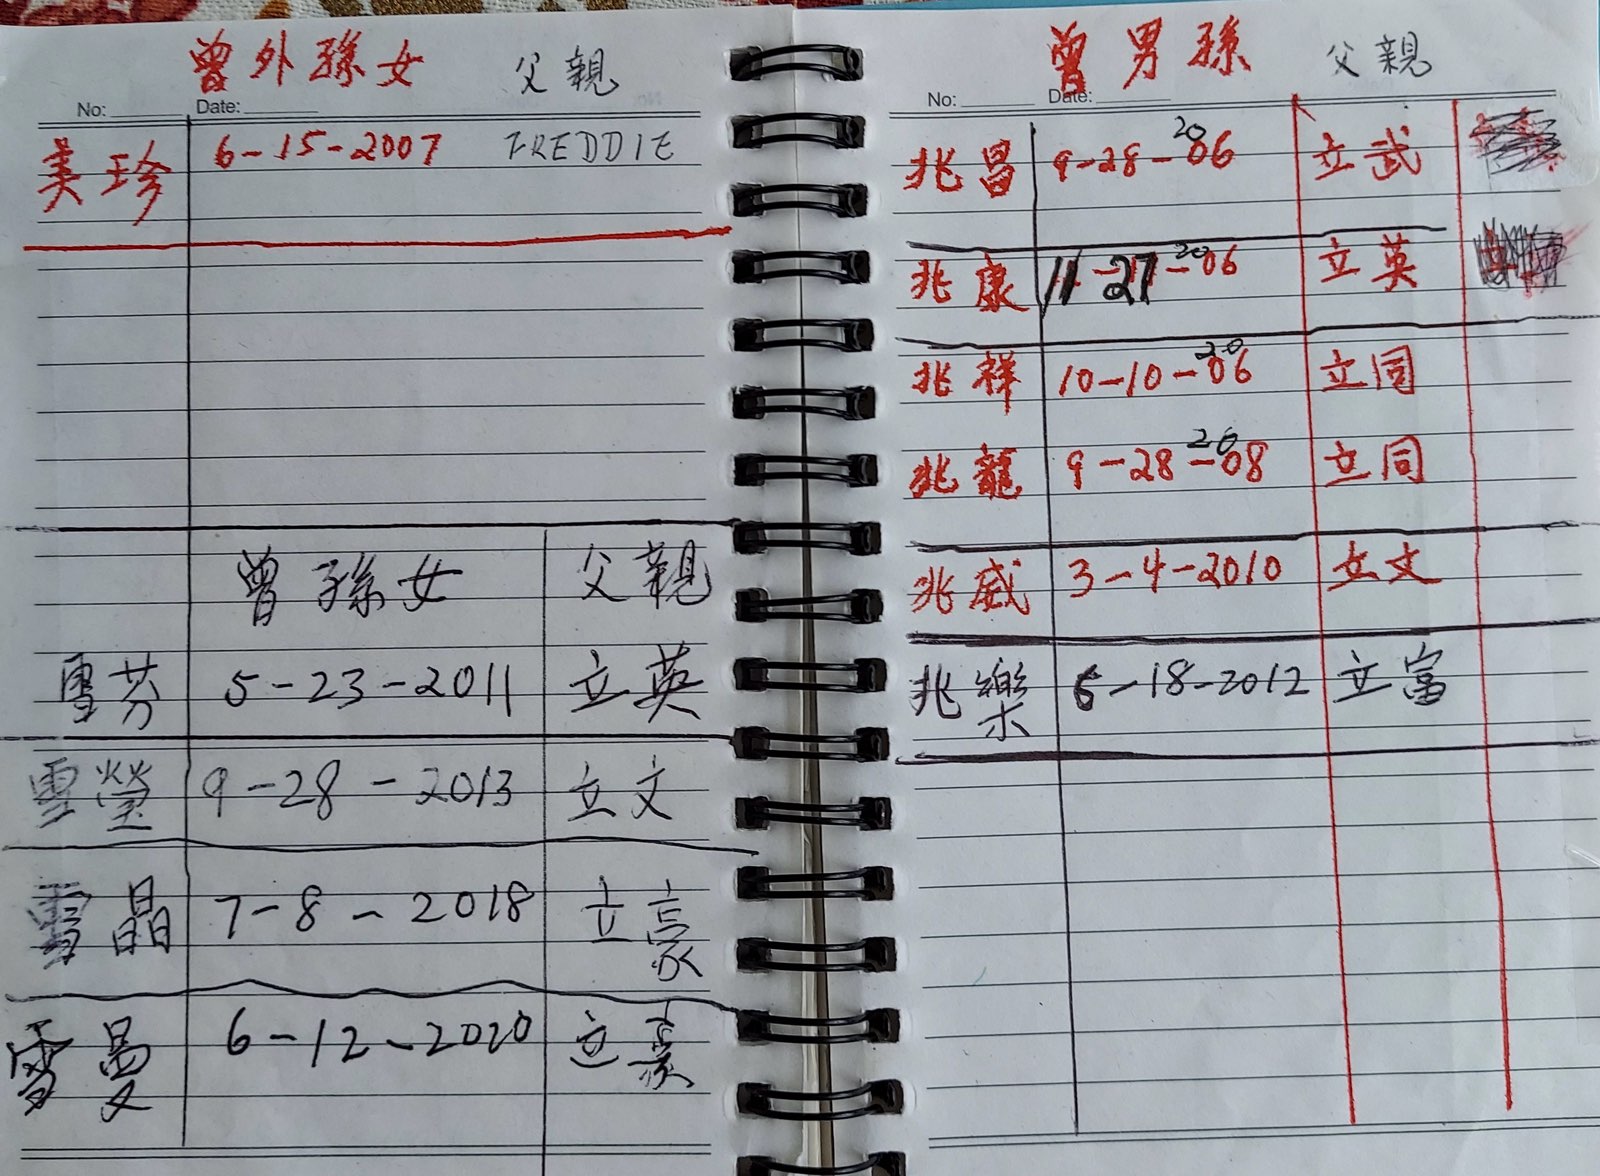 曾外孫女 父親
No: Date:
美珍 6-15-2007 FREDDIE
曾孫女 父親
雪芬 5-23-2011 立英
雪瑩 9-28-2013 立文
雪晶 7-8-2018 立豪
雪曼 6-12-2020 立豪
曾男孫 父親
No: Date:
兆昌 9-28-2006 立武
兆康 11-27-2006 立英
兆祥 10-10-2006 立同
兆龍 9-28-2008 立同
兆威 3-4-2010 立文
兆樂 6-18-2012 立富